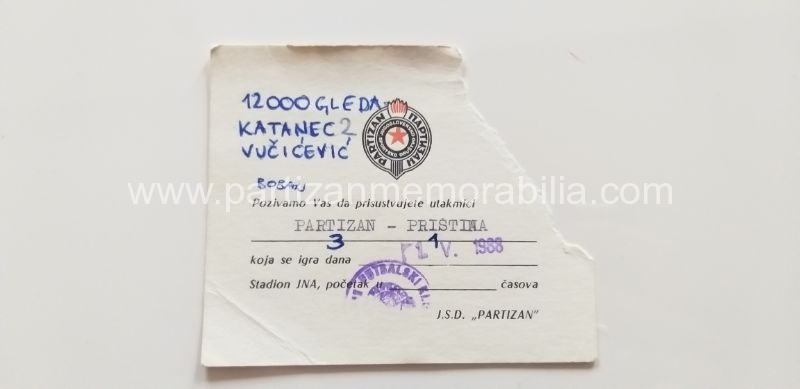 12000 GLEDA
KATANEC 2
VUČIĆEVIĆ
PARTIZAN ПАРТИЗАН
www.partizanmemorabilia.com
Pozivamo Vas da prisustvujete utakmici
PARTIZAN - PRIŠTINA
3 1
koja se igra dana V. 1988
Stadion JNA, početak u časova
FUDBALSKI
J.S.D. „PARTIZAN"